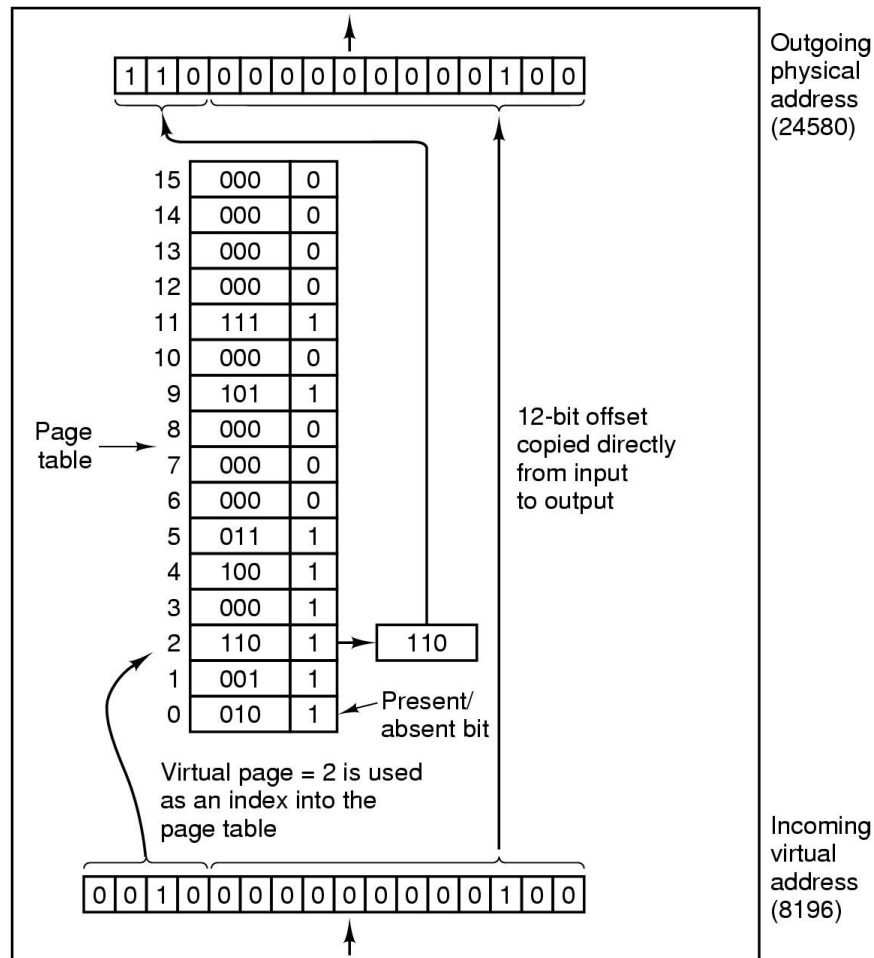 1 1 0 0 0 0 0 0 0 0 0 0 1 0 0
Outgoing
physical
address
(24580)
15 000 0
14 000 0
13 000 0
12 000 0
11 111 1
10 000 0
9 101 1
8 000 0
7 000 0
6 000 0
5 011 1
4 100 1
3 000 1
2 110 1 110
1 001 1
0 010 1
Page
table
12-bit offset
copied directly
from input
to output
Present/
absent bit
Virtual page = 2 is used
as an index into the
page table
0 0 1 0 0 0 0 0 0 0 0 0 0 1 0 0
Incoming
virtual
address
(8196)